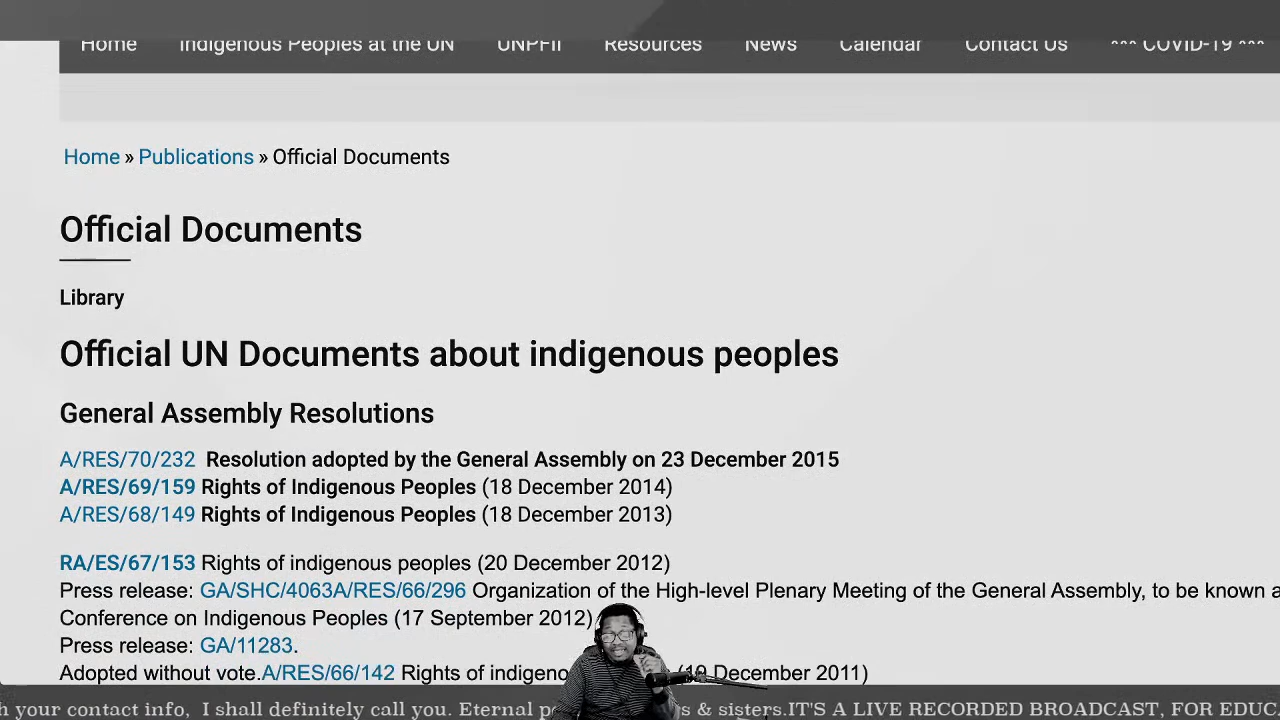 Home Indigenous Peoples at the UN UNPFII Resources News Calendar Contact Us *** COVID-19 ***
Home » Publications » Official Documents
Official Documents
Library
Official UN Documents about indigenous peoples
General Assembly Resolutions
A/RES/70/232 Resolution adopted by the General Assembly on 23 December 2015
A/RES/69/159 Rights of Indigenous Peoples (18 December 2014)
A/RES/68/149 Rights of Indigenous Peoples (18 December 2013)
RA/ES/67/153 Rights of indigenous peoples (20 December 2012)
Press release: GA/SHC/4063A/RES/66/296 Organization of the High-level Plenary Meeting of the General Assembly, to be known a
Conference on Indigenous Peoples (17 September 2012)
Press release: GA/11283.
Adopted without vote.A/RES/66/142 Rights of indigeno December 2011)
h your contact info, I shall definitely call you. Eternal s & sisters.IT'S A LIVE RECORDED BROADCAST, FOR EDUC